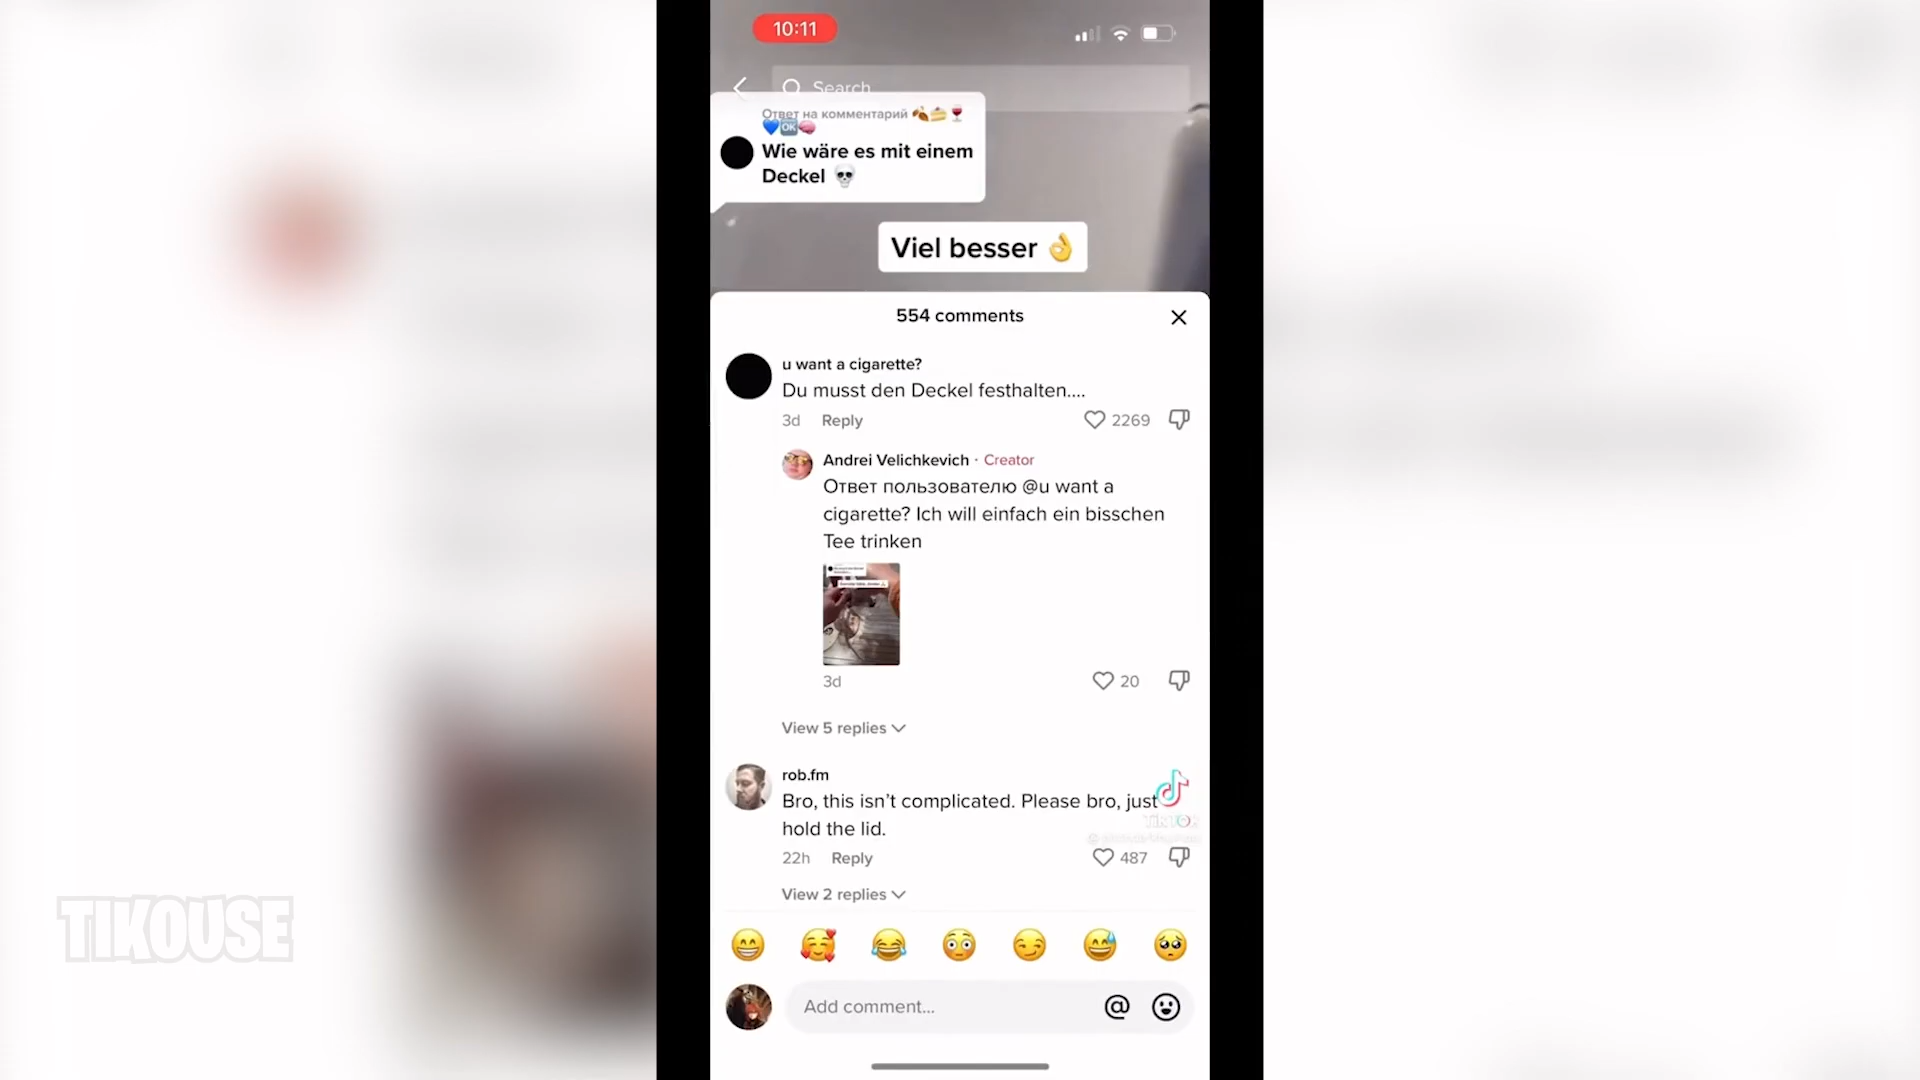 10:11
Search
Ответ на комментарий 🍂🍰🍷
💙🆗🧠
Wie wäre es mit einem
Deckel 💀
Viel besser 👌
554 comments
u want a cigarette?
Du musst den Deckel festhalten....
3d Reply 2269
Andrei Velichkevich · Creator
Ответ пользователю @u want a
cigarette? Ich will einfach ein bisschen
Tee trinken
3d 20
View 5 replies
rob.fm
Bro, this isn't complicated. Please bro, just
hold the lid.
TikTok
22h Reply 487
View 2 replies
Add comment...
TIKOUSE